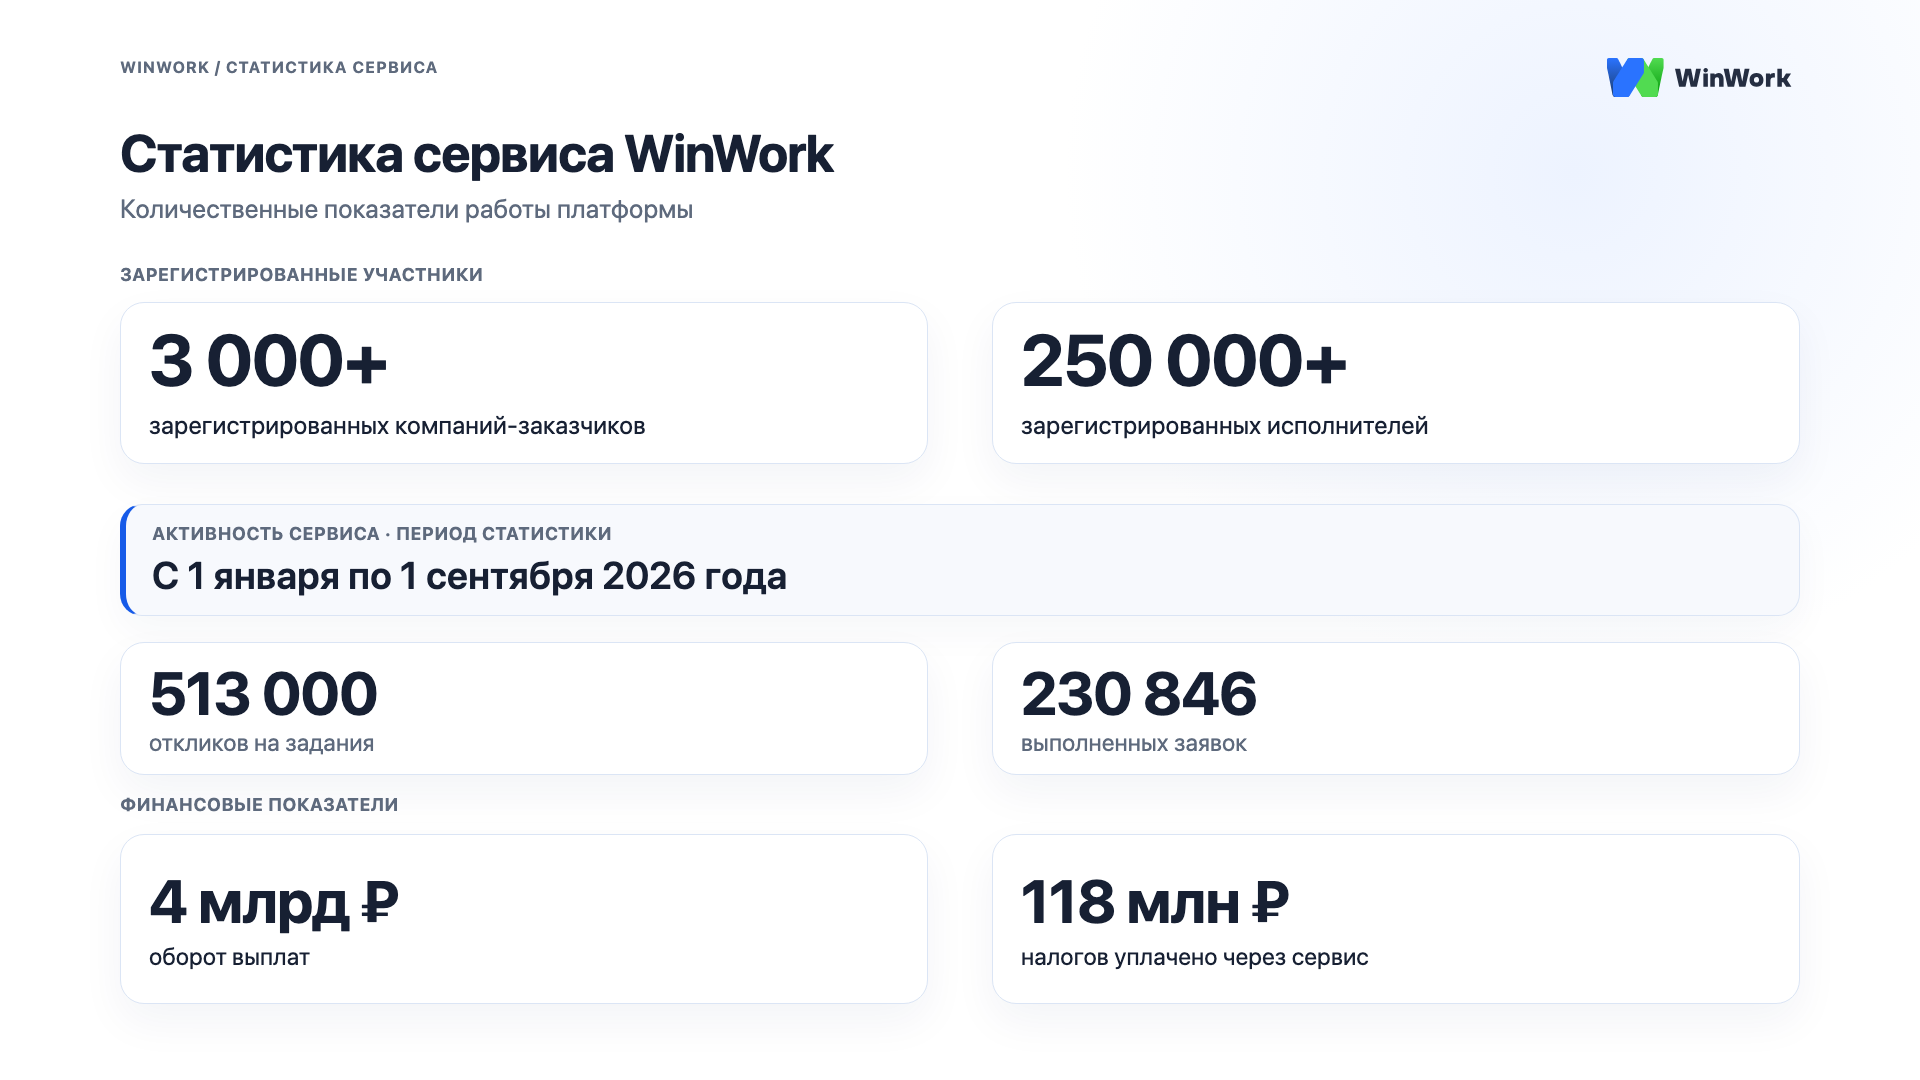 WINWORK / СТАТИСТИКА СЕРВИСА
WinWork
Статистика сервиса WinWork
Количественные показатели работы платформы
ЗАРЕГИСТРИРОВАННЫЕ УЧАСТНИКИ
3 000+
зарегистрированных компаний-заказчиков
250 000+
зарегистрированных исполнителей
АКТИВНОСТЬ СЕРВИСА · ПЕРИОД СТАТИСТИКИ
С 1 января по 1 сентября 2026 года
513 000
откликов на задания
230 846
выполненных заявок
ФИНАНСОВЫЕ ПОКАЗАТЕЛИ
4 млрд ₽
оборот выплат
118 млн ₽
налогов уплачено через сервис